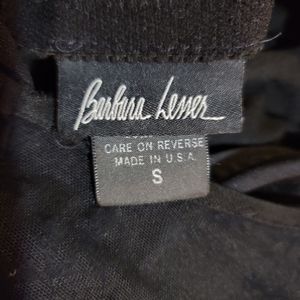 Barbara Lesser
CARE ON REVERSE
MADE IN U.S.A.
S